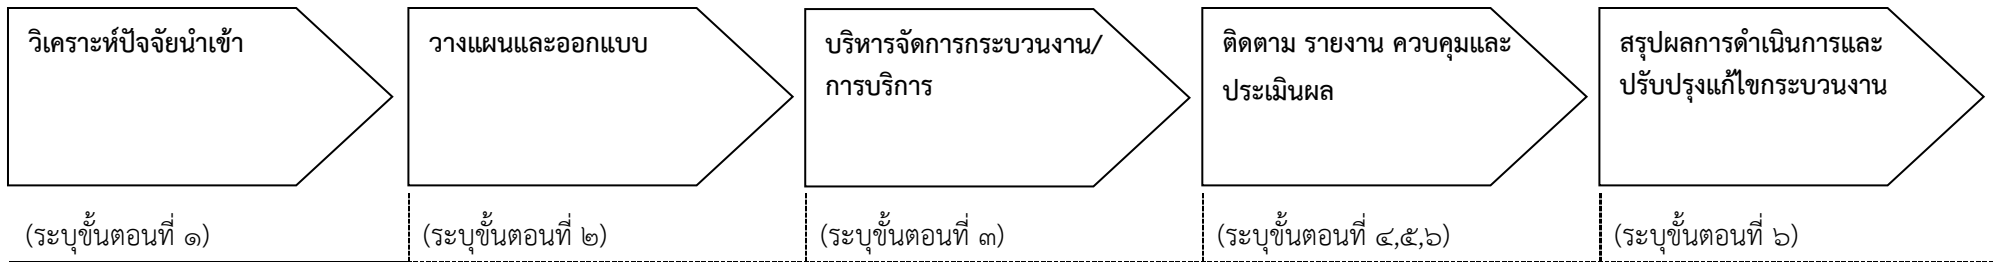 วิเคราะห์ปัจจัยนำเข้า
วางแผนและออกแบบ
บริหารจัดการกระบวนงาน/
การบริการ
ติดตาม รายงาน ควบคุมและ
ประเมินผล
สรุปผลการดำเนินการและ
ปรับปรุงแก้ไขกระบวนงาน
(ระบุขั้นตอนที่ ๑)
(ระบุขั้นตอนที่ ๒)
(ระบุขั้นตอนที่ ๓)
(ระบุขั้นตอนที่ ๔,๕,๖)
(ระบุขั้นตอนที่ ๖)